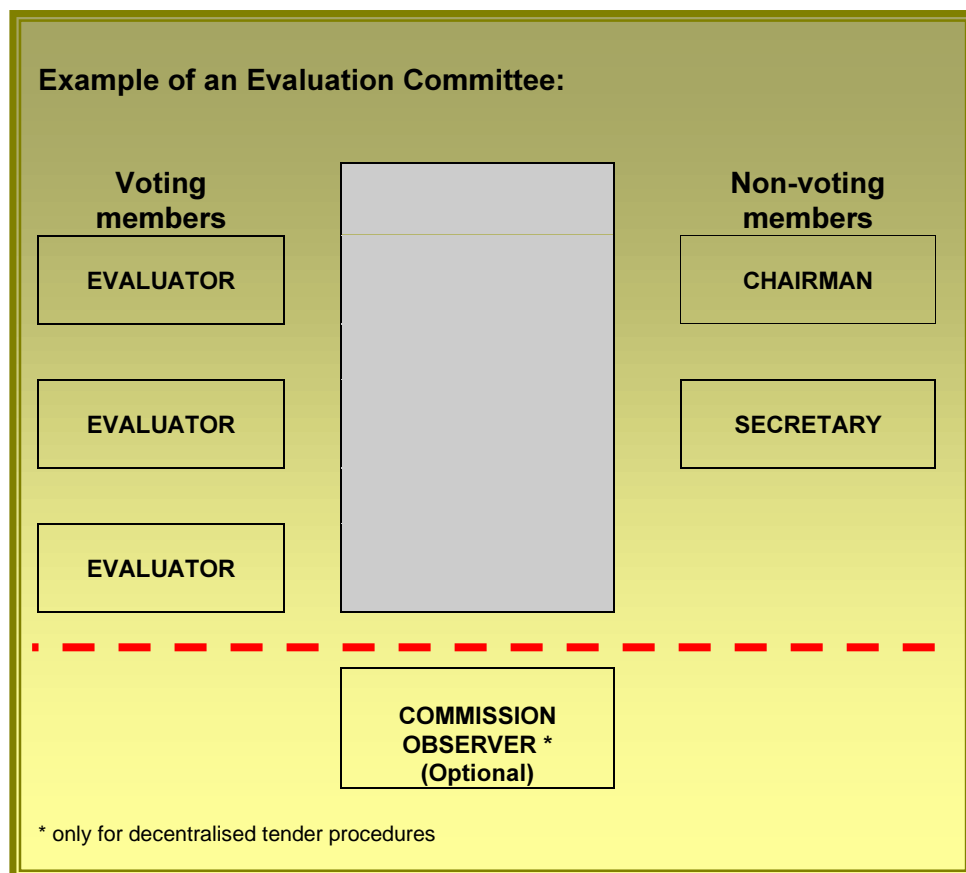 Example of an Evaluation Committee:
Voting
members
Non-voting
members
EVALUATOR
CHAIRMAN
EVALUATOR
SECRETARY
EVALUATOR
COMMISSION
OBSERVER *
(Optional)
* only for decentralised tender procedures